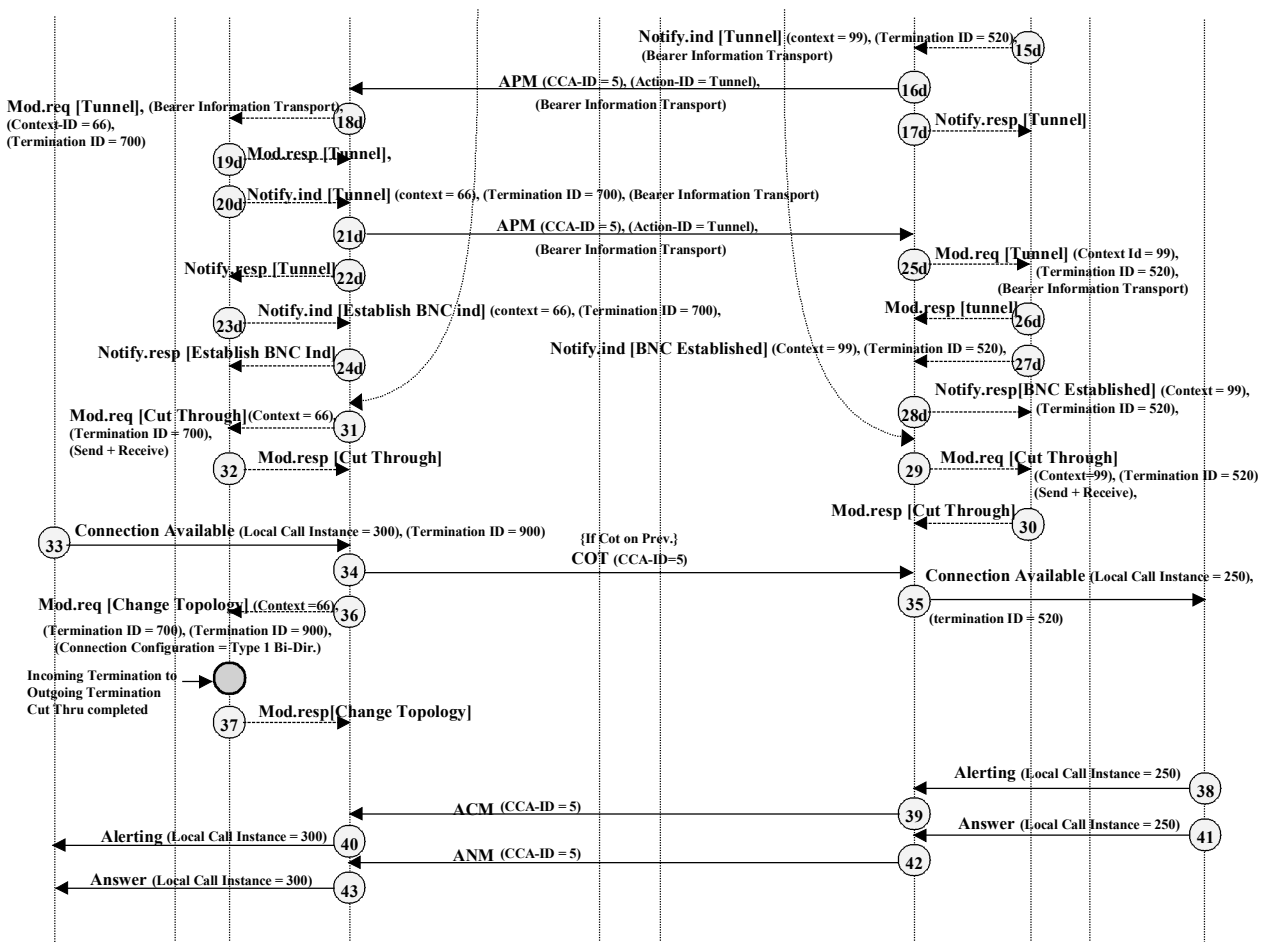 Notify.ind [Tunnel] (context = 99), (Termination ID = 520),
(Bearer Information Transport)
15d
APM (CCA-ID = 5), (Action-ID = Tunnel),
(Bearer Information Transport)
16d
Mod.req [Tunnel], (Bearer Information Transport),
(Context-ID = 66),
(Termination ID = 700)
18d
Notify.resp [Tunnel]
17d
19d
Mod.resp [Tunnel],
20d
Notify.ind [Tunnel] (context = 66), (Termination ID = 700), (Bearer Information Transport)
21d
APM (CCA-ID = 5), (Action-ID = Tunnel),
(Bearer Information Transport)
Notify.resp [Tunnel]
22d
25d
Mod.req [Tunnel] (Context Id = 99),
(Termination ID = 520),
(Bearer Information Transport)
23d
Notify.ind [Establish BNC ind] (context = 66), (Termination ID = 700),
Mod.resp [tunnel]
26d
Notify.resp [Establish BNC Ind]
24d
Notify.ind [BNC Established] (Context = 99), (Termination ID = 520),
27d
28d
Notify.resp[BNC Established] (Context = 99),
(Termination ID = 520),
Mod.req [Cut Through] (Context = 66),
(Termination ID = 700),
(Send + Receive)
31
32
Mod.resp [Cut Through]
29
Mod.req [Cut Through]
(Context=99), (Termination ID = 520)
(Send + Receive),
Mod.resp [Cut Through]
30
33
Connection Available (Local Call Instance = 300), (Termination ID = 900)
{If Cot on Prev.}
COT (CCA-ID=5)
34
35
Connection Available (Local Call Instance = 250),
(termination ID = 520)
Mod.req [Change Topology] (Context =66),
(Termination ID = 700), (Termination ID = 900),
(Connection Configuration = Type 1 Bi-Dir.)
36
Incoming Termination to
Outgoing Termination
Cut Thru completed
37
Mod.resp[Change Topology]
Alerting (Local Call Instance = 250)
38
ACM (CCA-ID = 5)
39
Alerting (Local Call Instance = 300)
40
Answer (Local Call Instance = 250)
41
ANM (CCA-ID = 5)
42
Answer (Local Call Instance = 300)
43